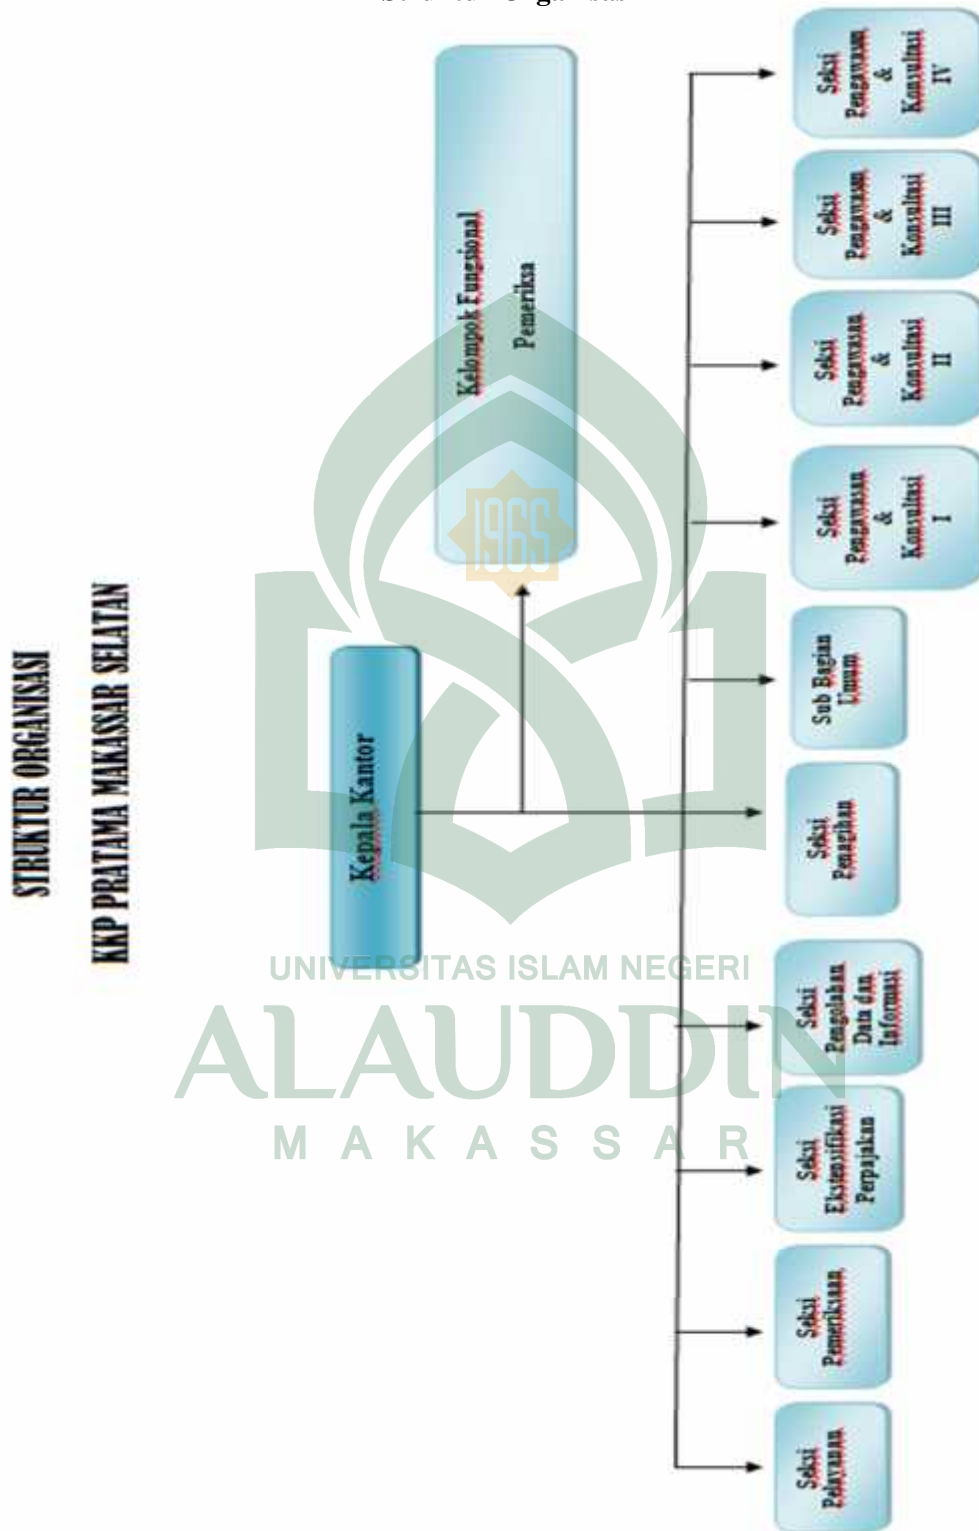 STRUKTUR ORGANISASI
KKP PRATAMA MAKASSAR SELATAN
Kepala Kantor
Kelompok Fungsional
Pemeriksa
Seksi
Pelayanan
Seksi
Pemeriksaan
Seksi
Ekstensifikasi
Perpajakan
Seksi
Pengolahan
Data dan
Informasi
Seksi
Penagihan
Sub Bagian
Umum
Seksi
Pengawasan
&
Konsultasi
I
Seksi
Pengawasan
&
Konsultasi
II
Seksi
Pengawasan
&
Konsultasi
III
Seksi
Pengawasan
&
Konsultasi
IV
1965
UNIVERSITAS ISLAM NEGERI
ALAUDDIN
MAKASSAR